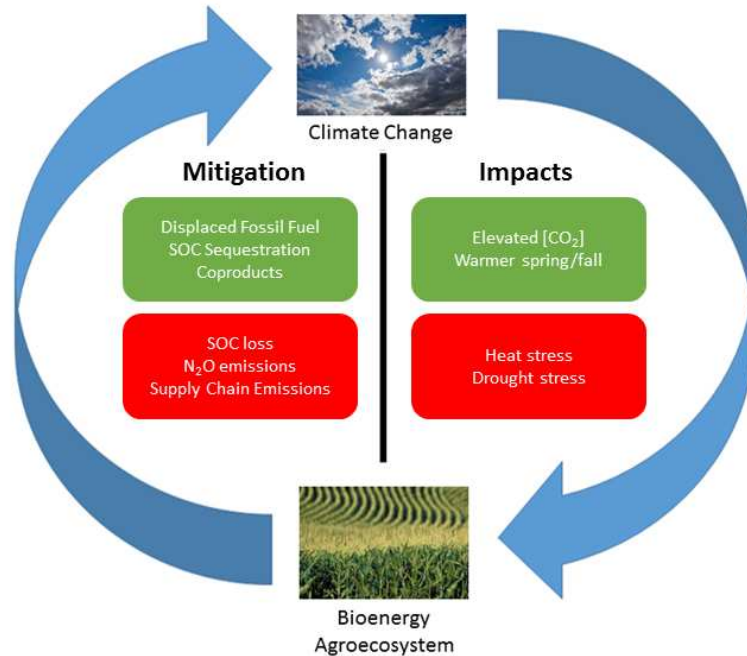 Climate Change
Mitigation
Displaced Fossil Fuel
SOC Sequestration
Coproducts
SOC loss
N₂O emissions
Supply Chain Emissions
Impacts
Elevated [CO₂]
Warmer spring/fall
Heat stress
Drought stress
Bioenergy
Agroecosystem